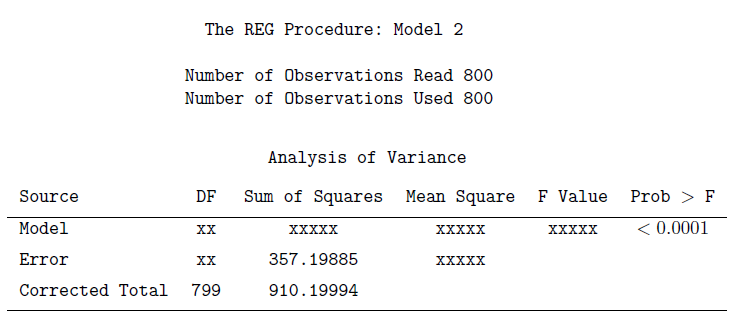 The REG Procedure: Model 2
Number of Observations Read 800
Number of Observations Used 800
Analysis of Variance
Source DF Sum of Squares Mean Square F Value Prob > F
Model xx xxxxx xxxxx xxxxx < 0.0001
Error xx 357.19885 xxxxx
Corrected Total 799 910.19994